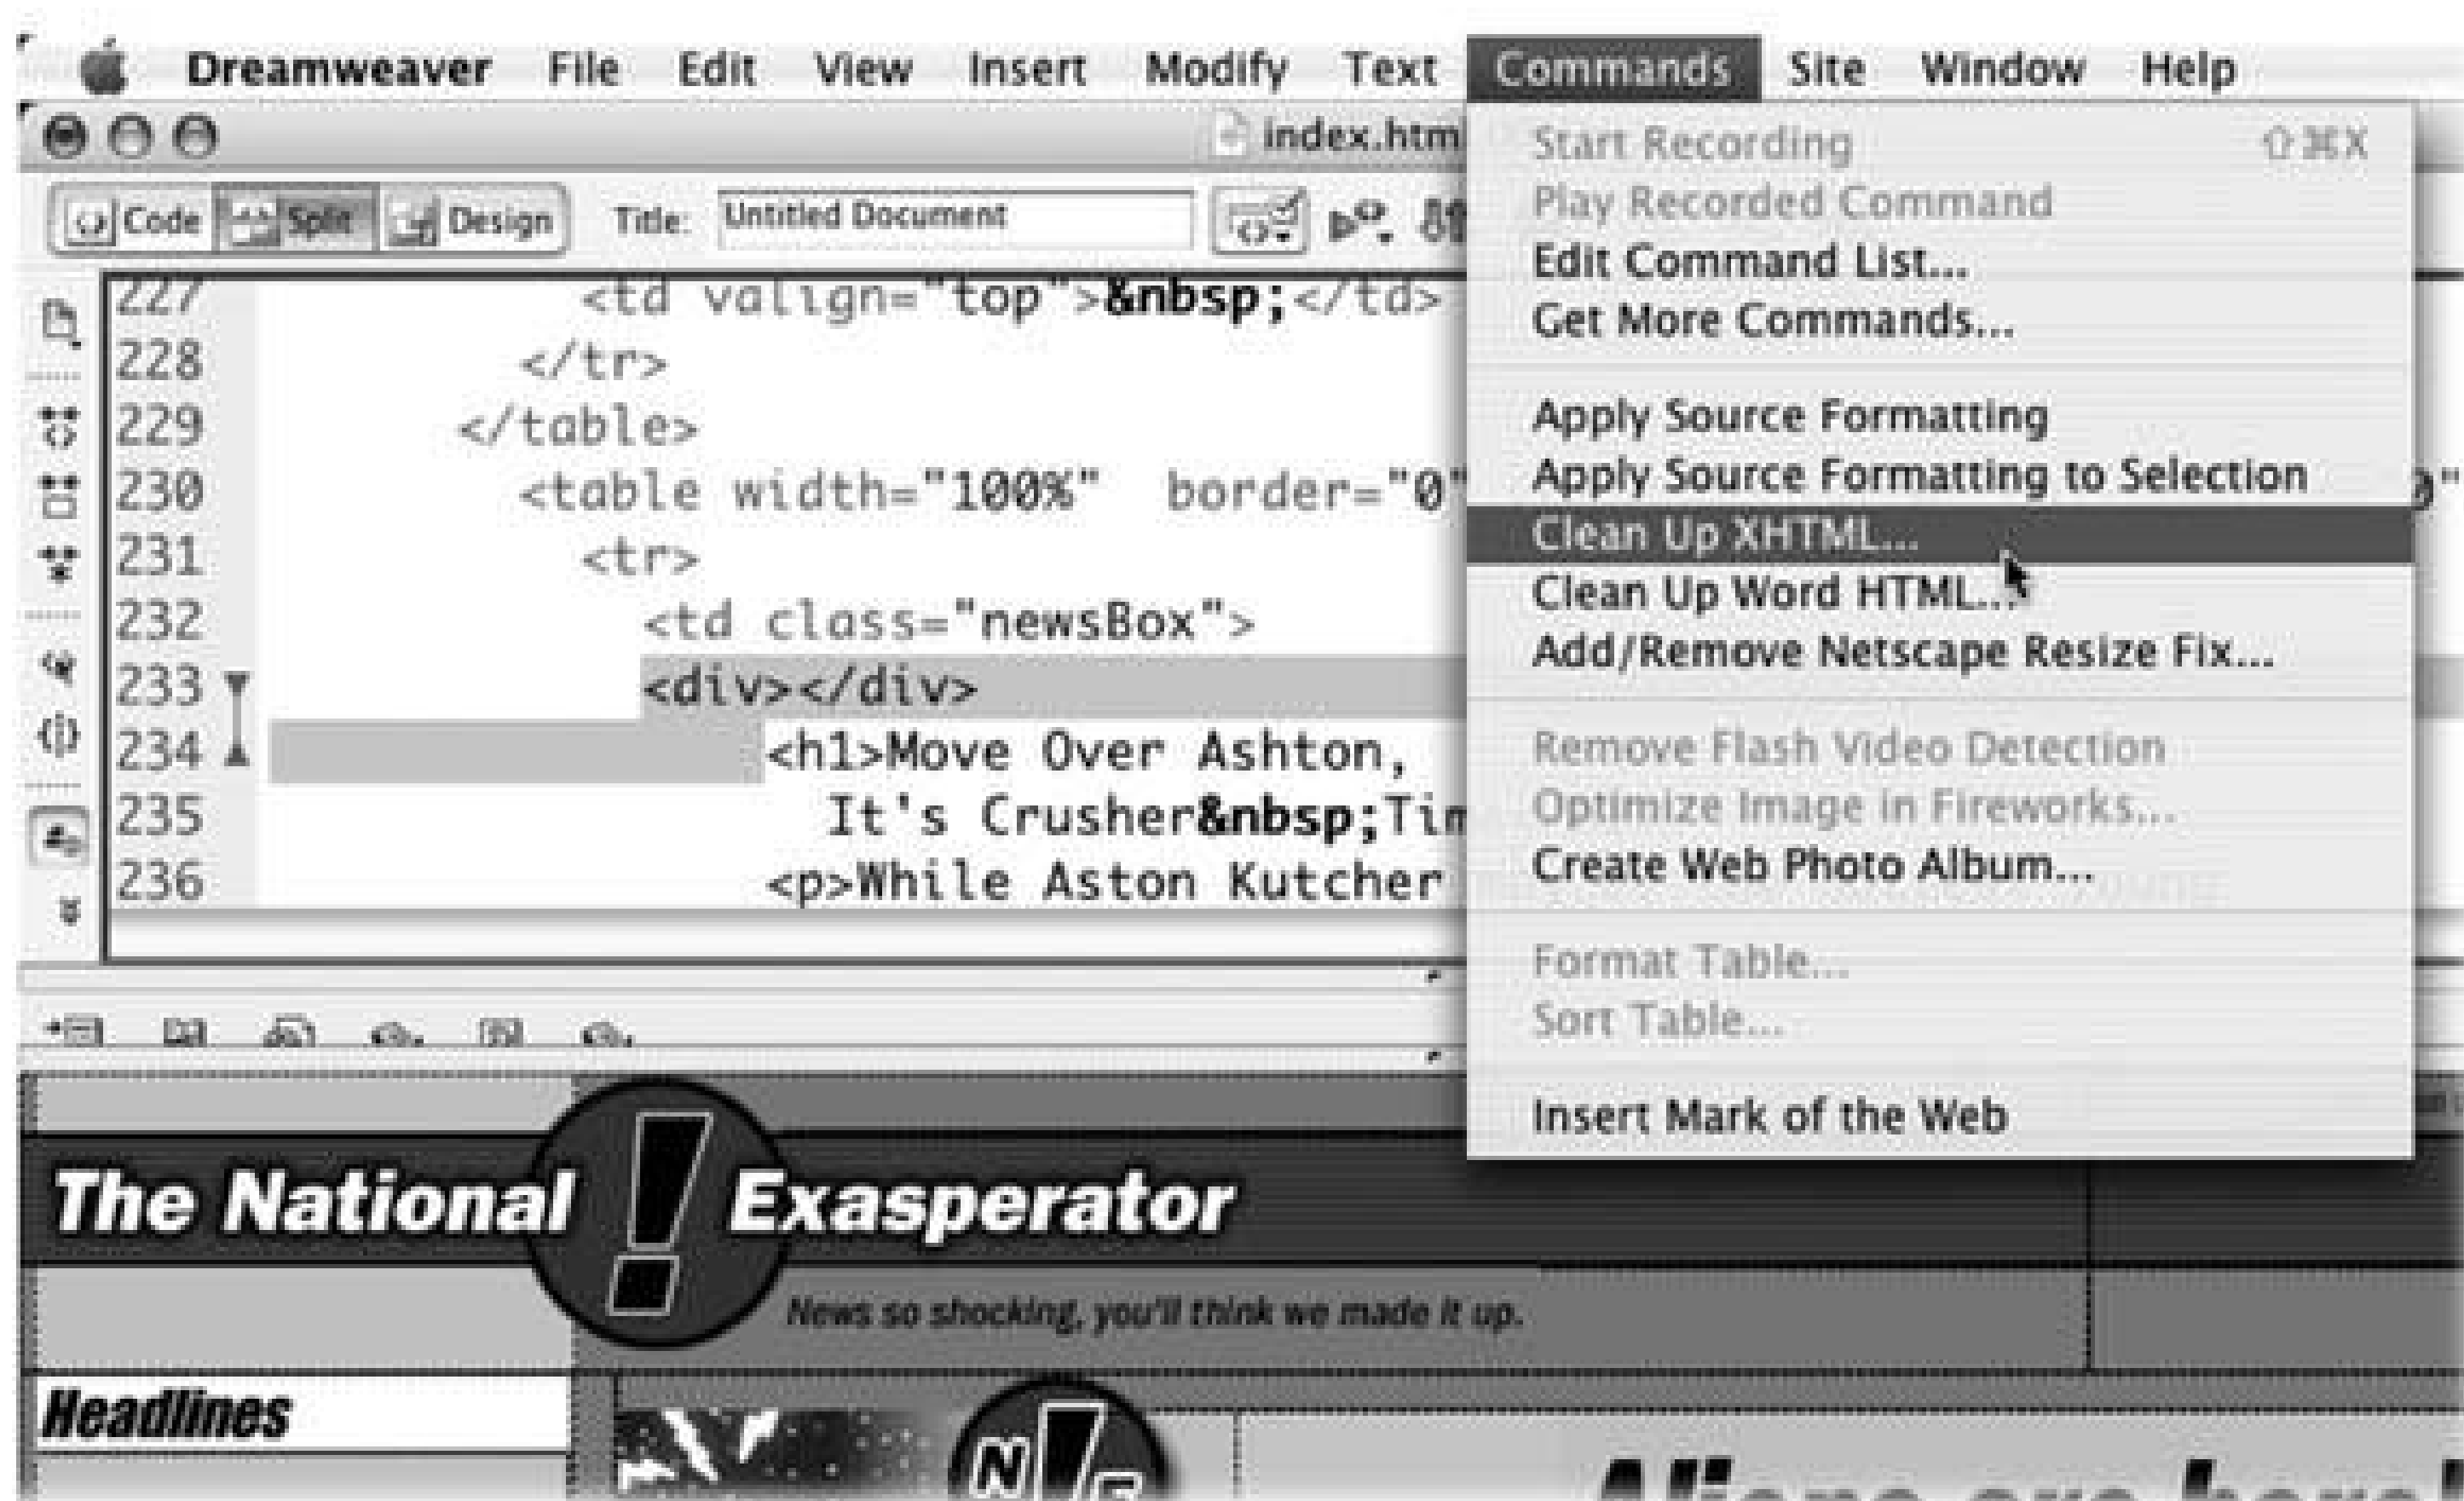 Dreamweaver File Edit View Insert Modify Text Commands Site Window Help
index.htm
Code Split Design Title: Untitled Document
Start Recording ⇧⌘X
Play Recorded Command
Edit Command List...
Get More Commands...
Apply Source Formatting
Apply Source Formatting to Selection
Clean Up XHTML...
Clean Up Word HTML...
Add/Remove Netscape Resize Fix...
Remove Flash Video Detection
Optimize Image in Fireworks...
Create Web Photo Album...
Format Table...
Sort Table...
Insert Mark of the Web
227 <td valign="top">&nbsp;</td>
228 </tr>
229 </table>
230 <table width="100%" border="0"
231 <tr>
232 <td class="newsBox">
233 <div></div>
234 <h1>Move Over Ashton,
235 It's Crusher&nbsp;Tim
236 <p>While Aston Kutcher
The National ! Exasperator
News so shocking, you'll think we made it up.
Headlines
N!E